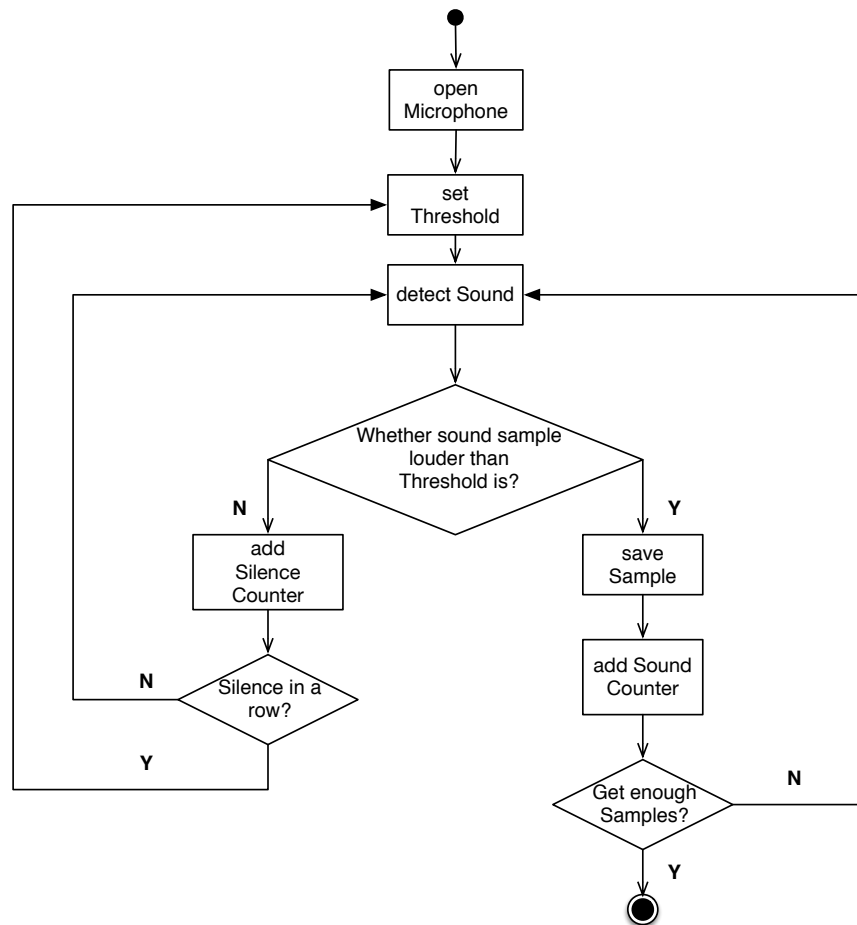 open
Microphone
set
Threshold
detect Sound
Whether sound sample
louder than
Threshold is?
N
Y
add
Silence
Counter
save
Sample
N
Silence in a
row?
add Sound
Counter
Y
Get enough
Samples?
N
Y